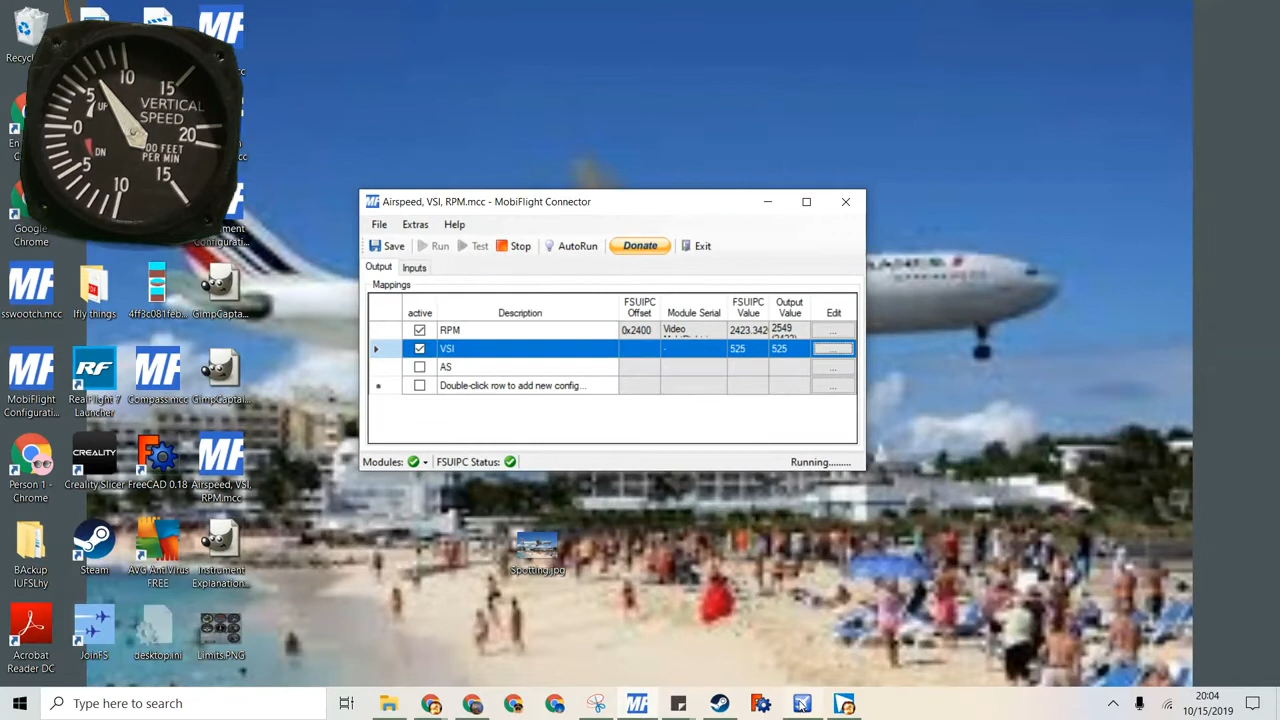 Airspeed, VSI, RPM.mcc - MobiFlight Connector
File Extras Help
Save Run Test Stop AutoRun Donate Exit
Output Inputs
Mappings
active Description FSUIPC Offset Module Serial FSUIPC Value Output Value Edit
RPM 0x2400 Video 2423.342 2549 ...
VSI - 525 525 ...
AS ...
Double-click row to add new config... ...
Modules: FSUIPC Status: Running.........
5 10 15
UP VERTICAL
SPEED
0 20
DN 00 FEET
PER MIN
5 10 15
Google
Chrome
sswootch.mcc
Ifly things
4ff3c081feb...
GimpCaptai...
MobiFlight
Configurati...
RealFlight 7
Launcher
Compass.mcc
GimpCaptai...
Person 1 -
Chrome
CREALITY
Creality Slicer
FreeCAD 0.18
Airspeed, VSI,
RPM.mcc
BAckup
IUFSLhy
Steam
AVG AntiVirus
FREE
Instrument
Explanation...
Acrobat
Reader DC
JoinFS
desktop.ini
Limits.PNG
Spotting.jpg
Type here to search
20:04
10/15/2019